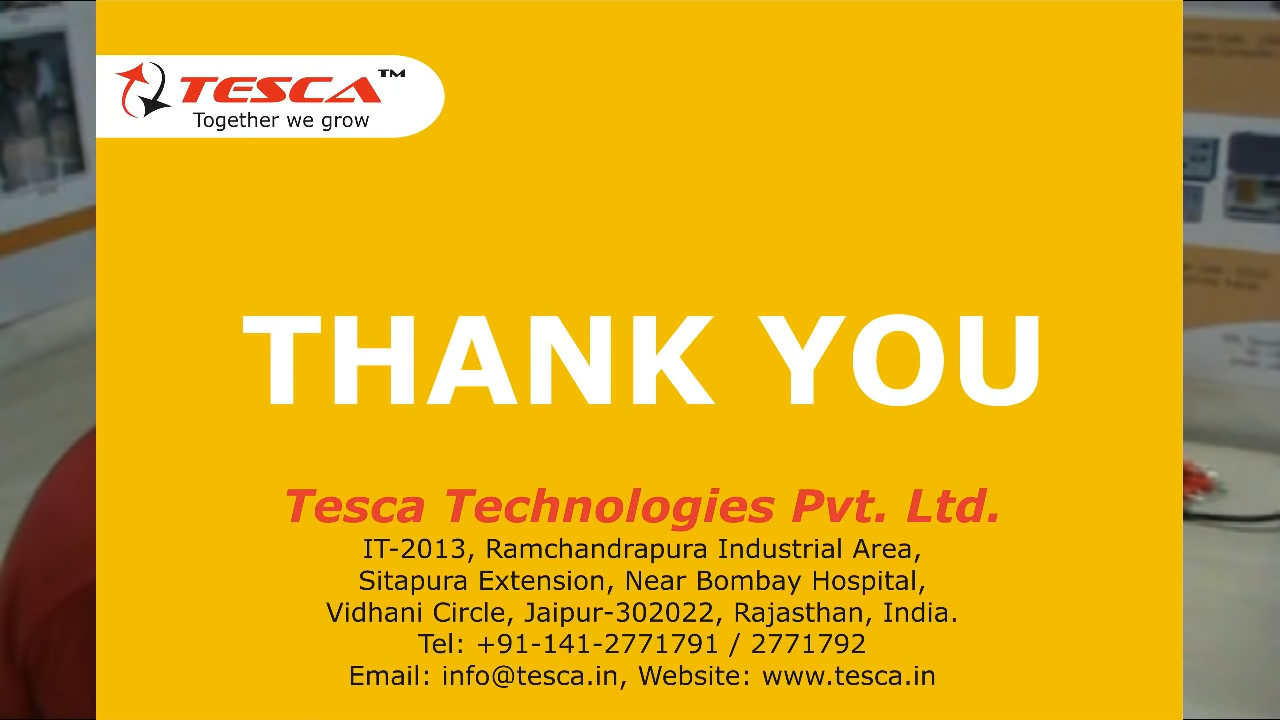 TESCA™
Together we grow
THANK YOU
Tesca Technologies Pvt. Ltd.
IT-2013, Ramchandrapura Industrial Area,
Sitapura Extension, Near Bombay Hospital,
Vidhani Circle, Jaipur-302022, Rajasthan, India.
Tel: +91-141-2771791 / 2771792
Email: info@tesca.in, Website: www.tesca.in